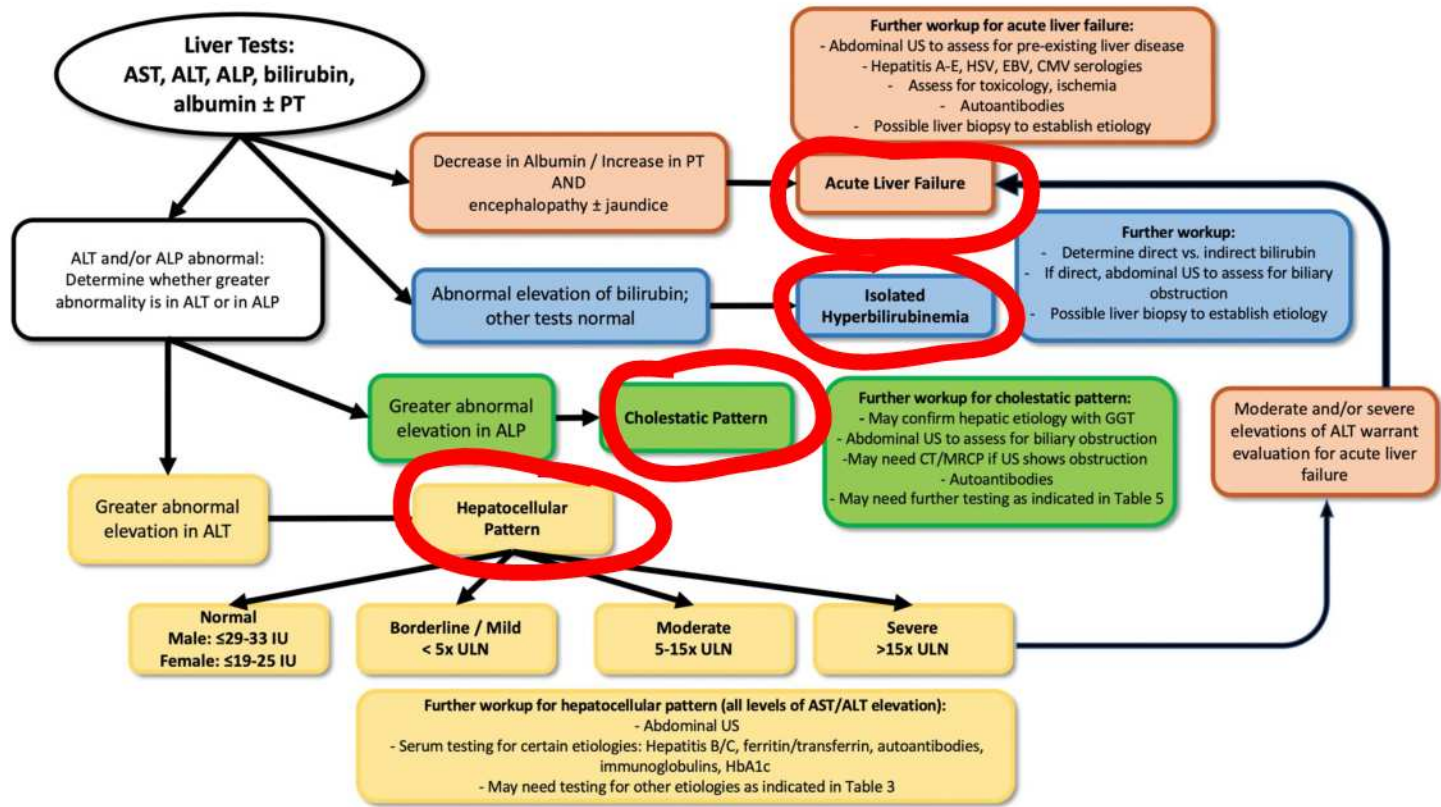 Liver Tests:
AST, ALT, ALP, bilirubin,
albumin ± PT
Further workup for acute liver failure:
- Abdominal US to assess for pre-existing liver disease
- Hepatitis A-E, HSV, EBV, CMV serologies
- Assess for toxicology, ischemia
- Autoantibodies
- Possible liver biopsy to establish etiology
Decrease in Albumin / Increase in PT
AND
encephalopathy ± jaundice
Acute Liver Failure
ALT and/or ALP abnormal:
Determine whether greater
abnormality is in ALT or in ALP
Abnormal elevation of bilirubin;
other tests normal
Isolated
Hyperbilirubinemia
Further workup:
- Determine direct vs. indirect bilirubin
- If direct, abdominal US to assess for biliary
obstruction
- Possible liver biopsy to establish etiology
Greater abnormal
elevation in ALP
Cholestatic Pattern
Further workup for cholestatic pattern:
- May confirm hepatic etiology with GGT
- Abdominal US to assess for biliary obstruction
-May need CT/MRCP if US shows obstruction
- Autoantibodies
- May need further testing as indicated in Table 5
Moderate and/or severe
elevations of ALT warrant
evaluation for acute liver
failure
Greater abnormal
elevation in ALT
Hepatocellular
Pattern
Normal
Male: ≤29-33 IU
Female: ≤19-25 IU
Borderline / Mild
< 5x ULN
Moderate
5-15x ULN
Severe
>15x ULN
Further workup for hepatocellular pattern (all levels of AST/ALT elevation):
- Abdominal US
- Serum testing for certain etiologies: Hepatitis B/C, ferritin/transferrin, autoantibodies,
immunoglobulins, HbA1c
- May need testing for other etiologies as indicated in Table 3